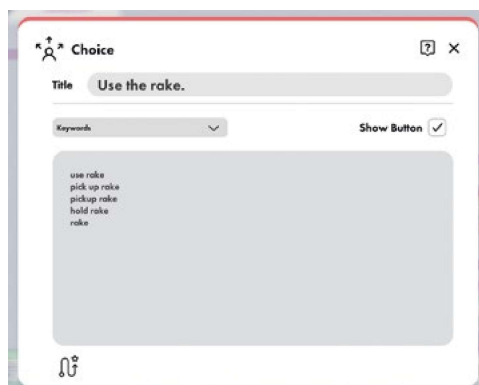 Choice
?
Title Use the rake.
Keywords Show Button
use rake
pick up rake
pickup rake
hold rake
rake